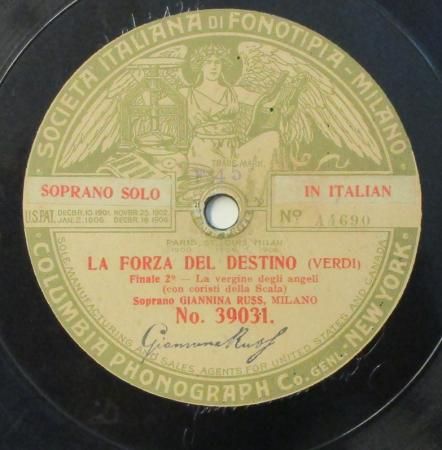 SOCIETÀ ITALIANA DI FONOTIPIA - MILANO
TRADE MARK.
SOPRANO SOLO
IN ITALIAN
U.S. PAT. DECBR. 10. 1901. NOVBR. 25. 1902.
JAN. 2. 1906. DECBR. 18. 1906.
No. A4690
PARIS, ST. LOUIS, MILAN
LA FORZA DEL DESTINO (VERDI)
Finale 2º – La vergine degli angeli
(con coristi della Scala)
Soprano GIANNINA RUSS, MILANO
No. 39031.
Giannina Russ
SOLE MANUFACTURING AND SALES AGENTS FOR UNITED STATES AND CANADA
COLUMBIA PHONOGRAPH Co. GENL. - NEW-YORK.